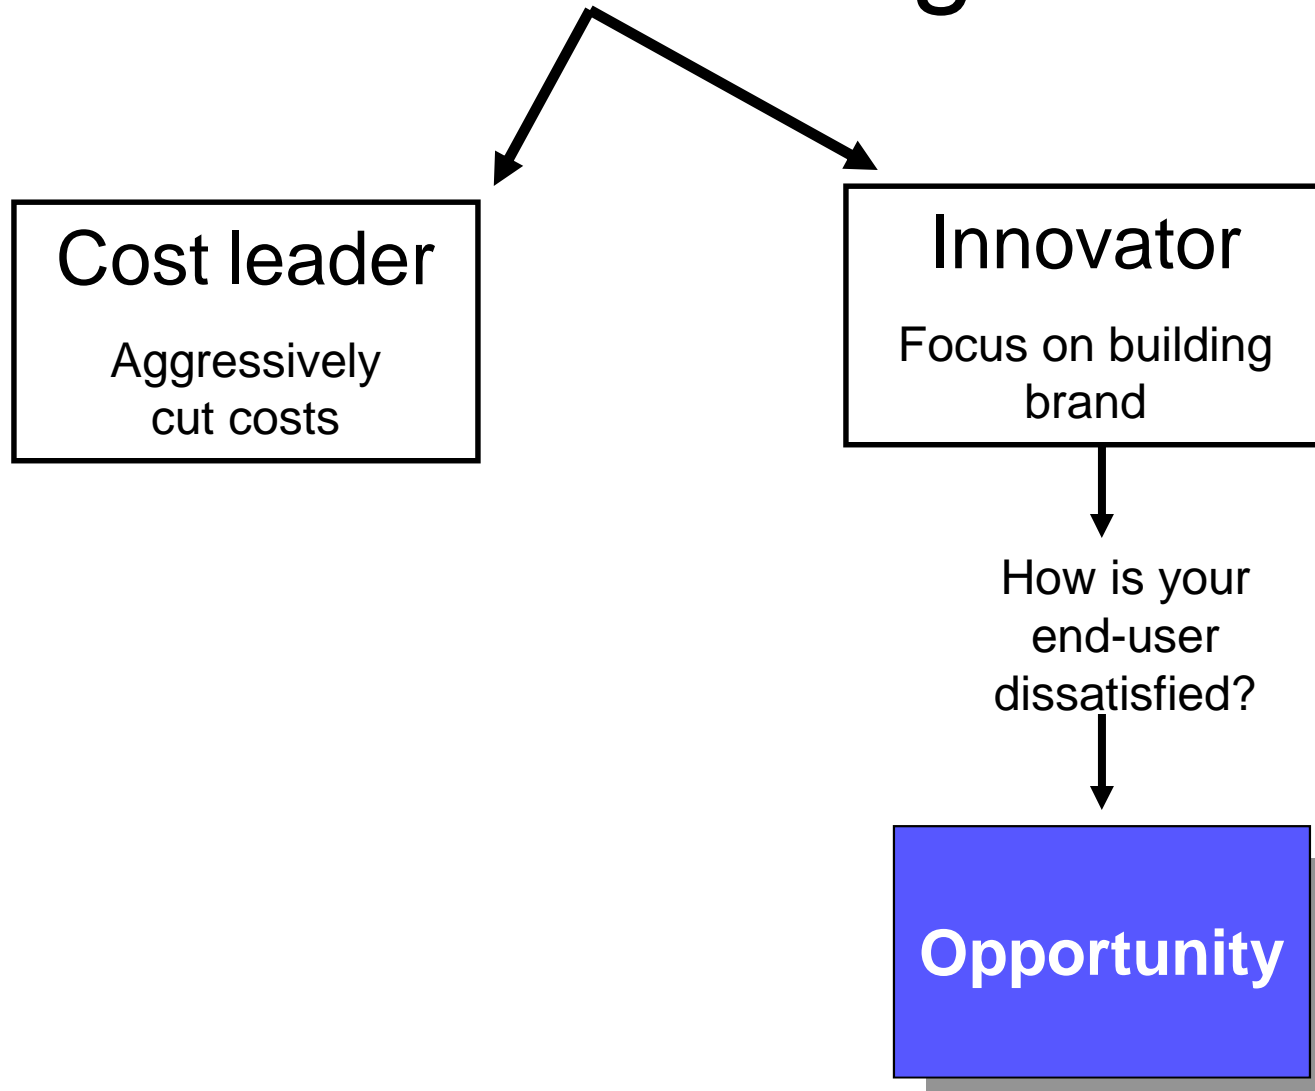 Cost leader
Aggressively
cut costs
Innovator
Focus on building
brand
How is your
end-user
dissatisfied?
Opportunity